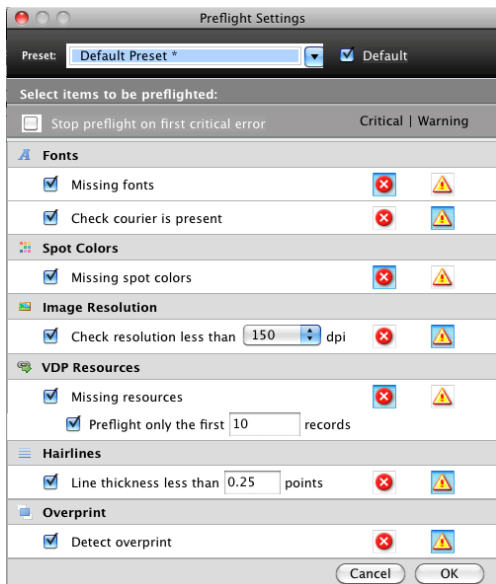 Preflight Settings
Preset: Default Preset * Default
Select items to be preflighted:
Stop preflight on first critical error Critical | Warning
Fonts
Missing fonts
Check courier is present
Spot Colors
Missing spot colors
Image Resolution
Check resolution less than 150 dpi
VDP Resources
Missing resources
Preflight only the first 10 records
Hairlines
Line thickness less than 0.25 points
Overprint
Detect overprint
Cancel OK